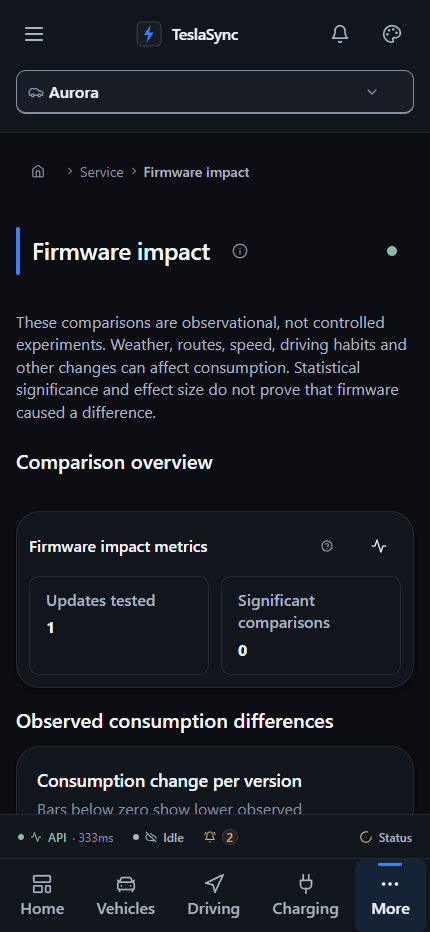 TeslaSync
Aurora
Service
Firmware impact
Firmware impact
These comparisons are observational, not controlled
experiments. Weather, routes, speed, driving habits and
other changes can affect consumption. Statistical
significance and effect size do not prove that firmware
caused a difference.
Comparison overview
Firmware impact metrics
Updates tested
1
Significant
comparisons
0
Observed consumption differences
Consumption change per version
Bars below zero show lower observed
API · 333ms
Idle
2
Status
Home
Vehicles
Driving
Charging
More